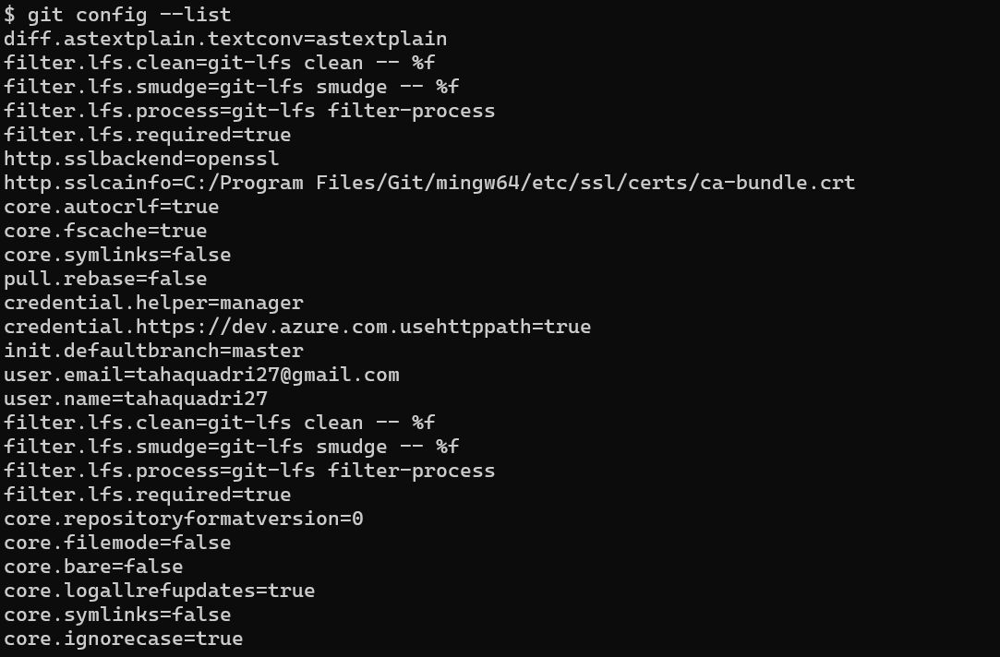 $ git config --list
diff.astextplain.textconv=astextplain
filter.lfs.clean=git-lfs clean -- %f
filter.lfs.smudge=git-lfs smudge -- %f
filter.lfs.process=git-lfs filter-process
filter.lfs.required=true
http.sslbackend=openssl
http.sslcainfo=C:/Program Files/Git/mingw64/etc/ssl/certs/ca-bundle.crt
core.autocrlf=true
core.fscache=true
core.symlinks=false
pull.rebase=false
credential.helper=manager
credential.https://dev.azure.com.usehttppath=true
init.defaultbranch=master
user.email=tahaquadri27@gmail.com
user.name=tahaquadri27
filter.lfs.clean=git-lfs clean -- %f
filter.lfs.smudge=git-lfs smudge -- %f
filter.lfs.process=git-lfs filter-process
filter.lfs.required=true
core.repositoryformatversion=0
core.filemode=false
core.bare=false
core.logallrefupdates=true
core.symlinks=false
core.ignorecase=true